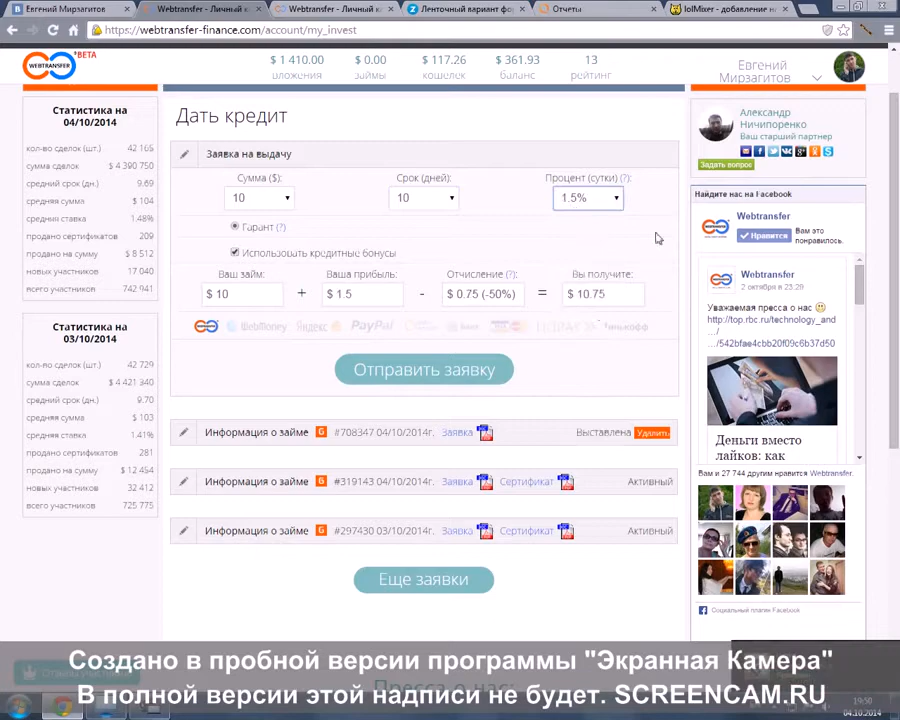 Евгений Мирзагитов
Webtransfer - Личный
Webtransfer - Личный к
Ленточный вариант фор
Отчеты
lolMixer - добавление на
https://webtransfer-finance.com/account/my_invest
WEBTRANSFER
BETA
$ 1 410.00
вложения
$ 0.00
займы
$ 117.26
кошелек
$ 361.93
баланс
13
рейтинг
Евгений
Мирзагитов
Статистика на
04/10/2014
кол-во сделок (шт.) 42 165
сумма сделок $ 4 390 750
средний срок (дн.) 9.69
средняя сумма $ 104
средняя ставка 1.48%
продано сертификатов 209
продано на сумму $ 8 512
новых участников 17 040
всего участников 742 941
Статистика на
03/10/2014
кол-во сделок (шт.) 42 729
сумма сделок $ 4 421 340
средний срок (дн.) 9.70
средняя сумма $ 103
средняя ставка 1.41%
продано сертификатов 281
продано на сумму $ 12 454
новых участников 32 412
всего участников 725 775
Дать кредит
Заявка на выдачу
Сумма ($):
Срок (дней):
Процент (сутки) (?):
10
10
1.5%
Гарант (?)
Использовать кредитные бонусы
Ваш займ:
Ваша прибыль:
Отчисление (?):
Вы получите:
$ 10 + $ 1.5 - $ 0.75 (-50%) = $ 10.75
WebMoney
Яндекс
PayPal
Отправить заявку
Информация о займе G #708347 04/10/2014г. Заявка Выставлена Удалить
Информация о займе G #319143 04/10/2014г. Заявка Сертификат Активный
Информация о займе G #297430 03/10/2014г. Заявка Сертификат Активный
Еще заявки
Александр
Ничипоренко
Ваш старший партнер
Задать вопрос
Найдите нас на Facebook
Webtransfer
Нравится
Вам это
понравилось.
Webtransfer
2 октября в 23:29
Уважаемая пресса о нас
http://top.rbc.ru/technology_and
.../
.../542bfae4cbb20f09c6b37d50
Деньги вместо
лайков: как
Вам и 27 744 другим нравится Webtransfer.
Социальный плагин Facebook
Создано в пробной версии программы "Экранная Камера"
В полной версии этой надписи не будет. SCREENCAM.RU
19:50
04.10.2014